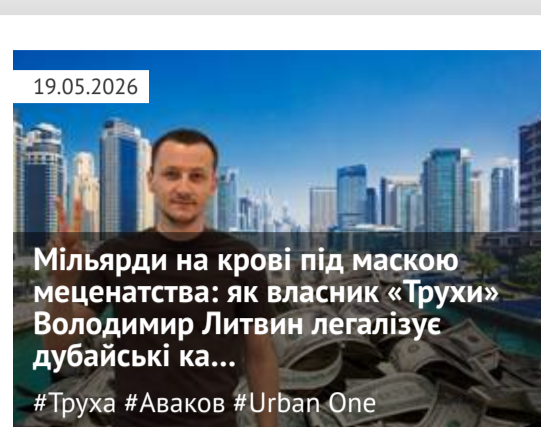 19.05.2026
Мільярди на крові під маскою
меценатства: як власник «Трухи»
Володимир Литвин легалізує
дубайські ка...
#Труха #Аваков #Urban One